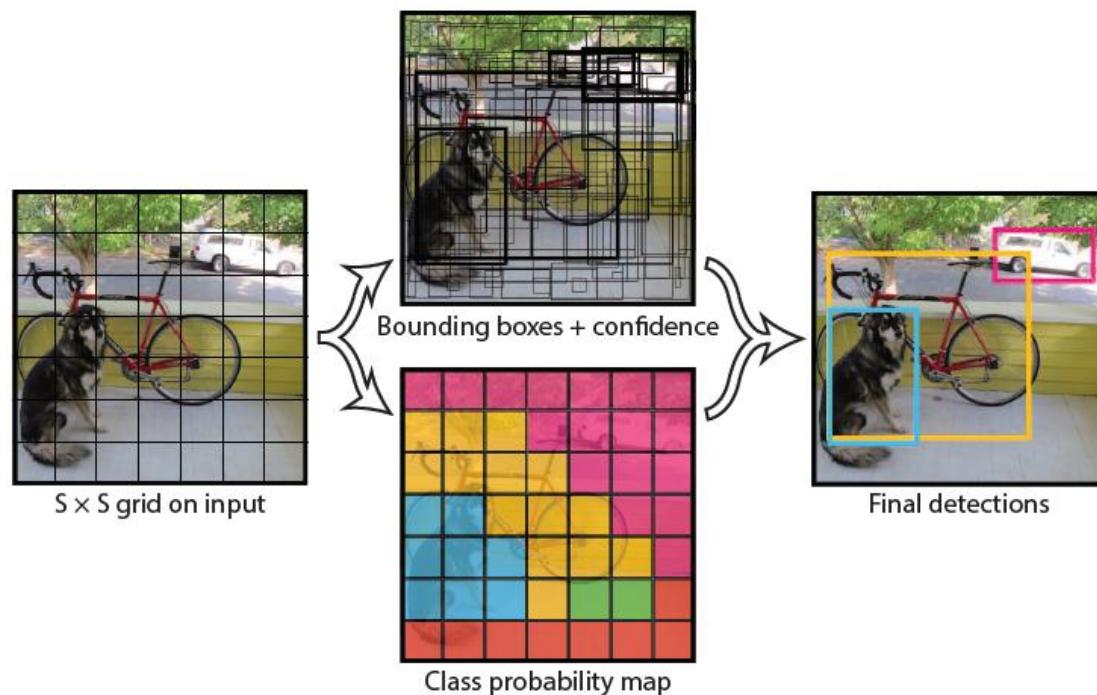 Bounding boxes + confidence
S × S grid on input
Final detections
Class probability map